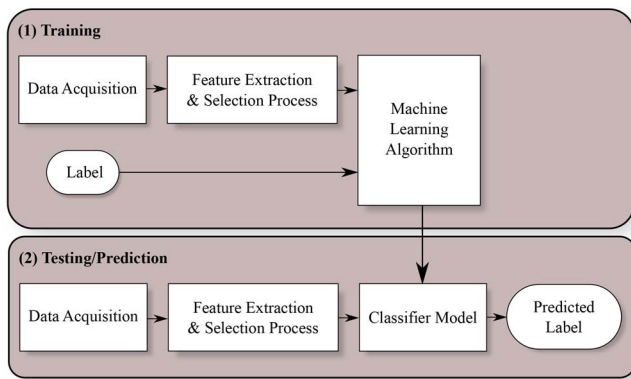 (1) Training
Data Acquisition
Feature Extraction
& Selection Process
Machine
Learning
Algorithm
Label
(2) Testing/Prediction
Data Acquisition
Feature Extraction
& Selection Process
Classifier Model
Predicted
Label